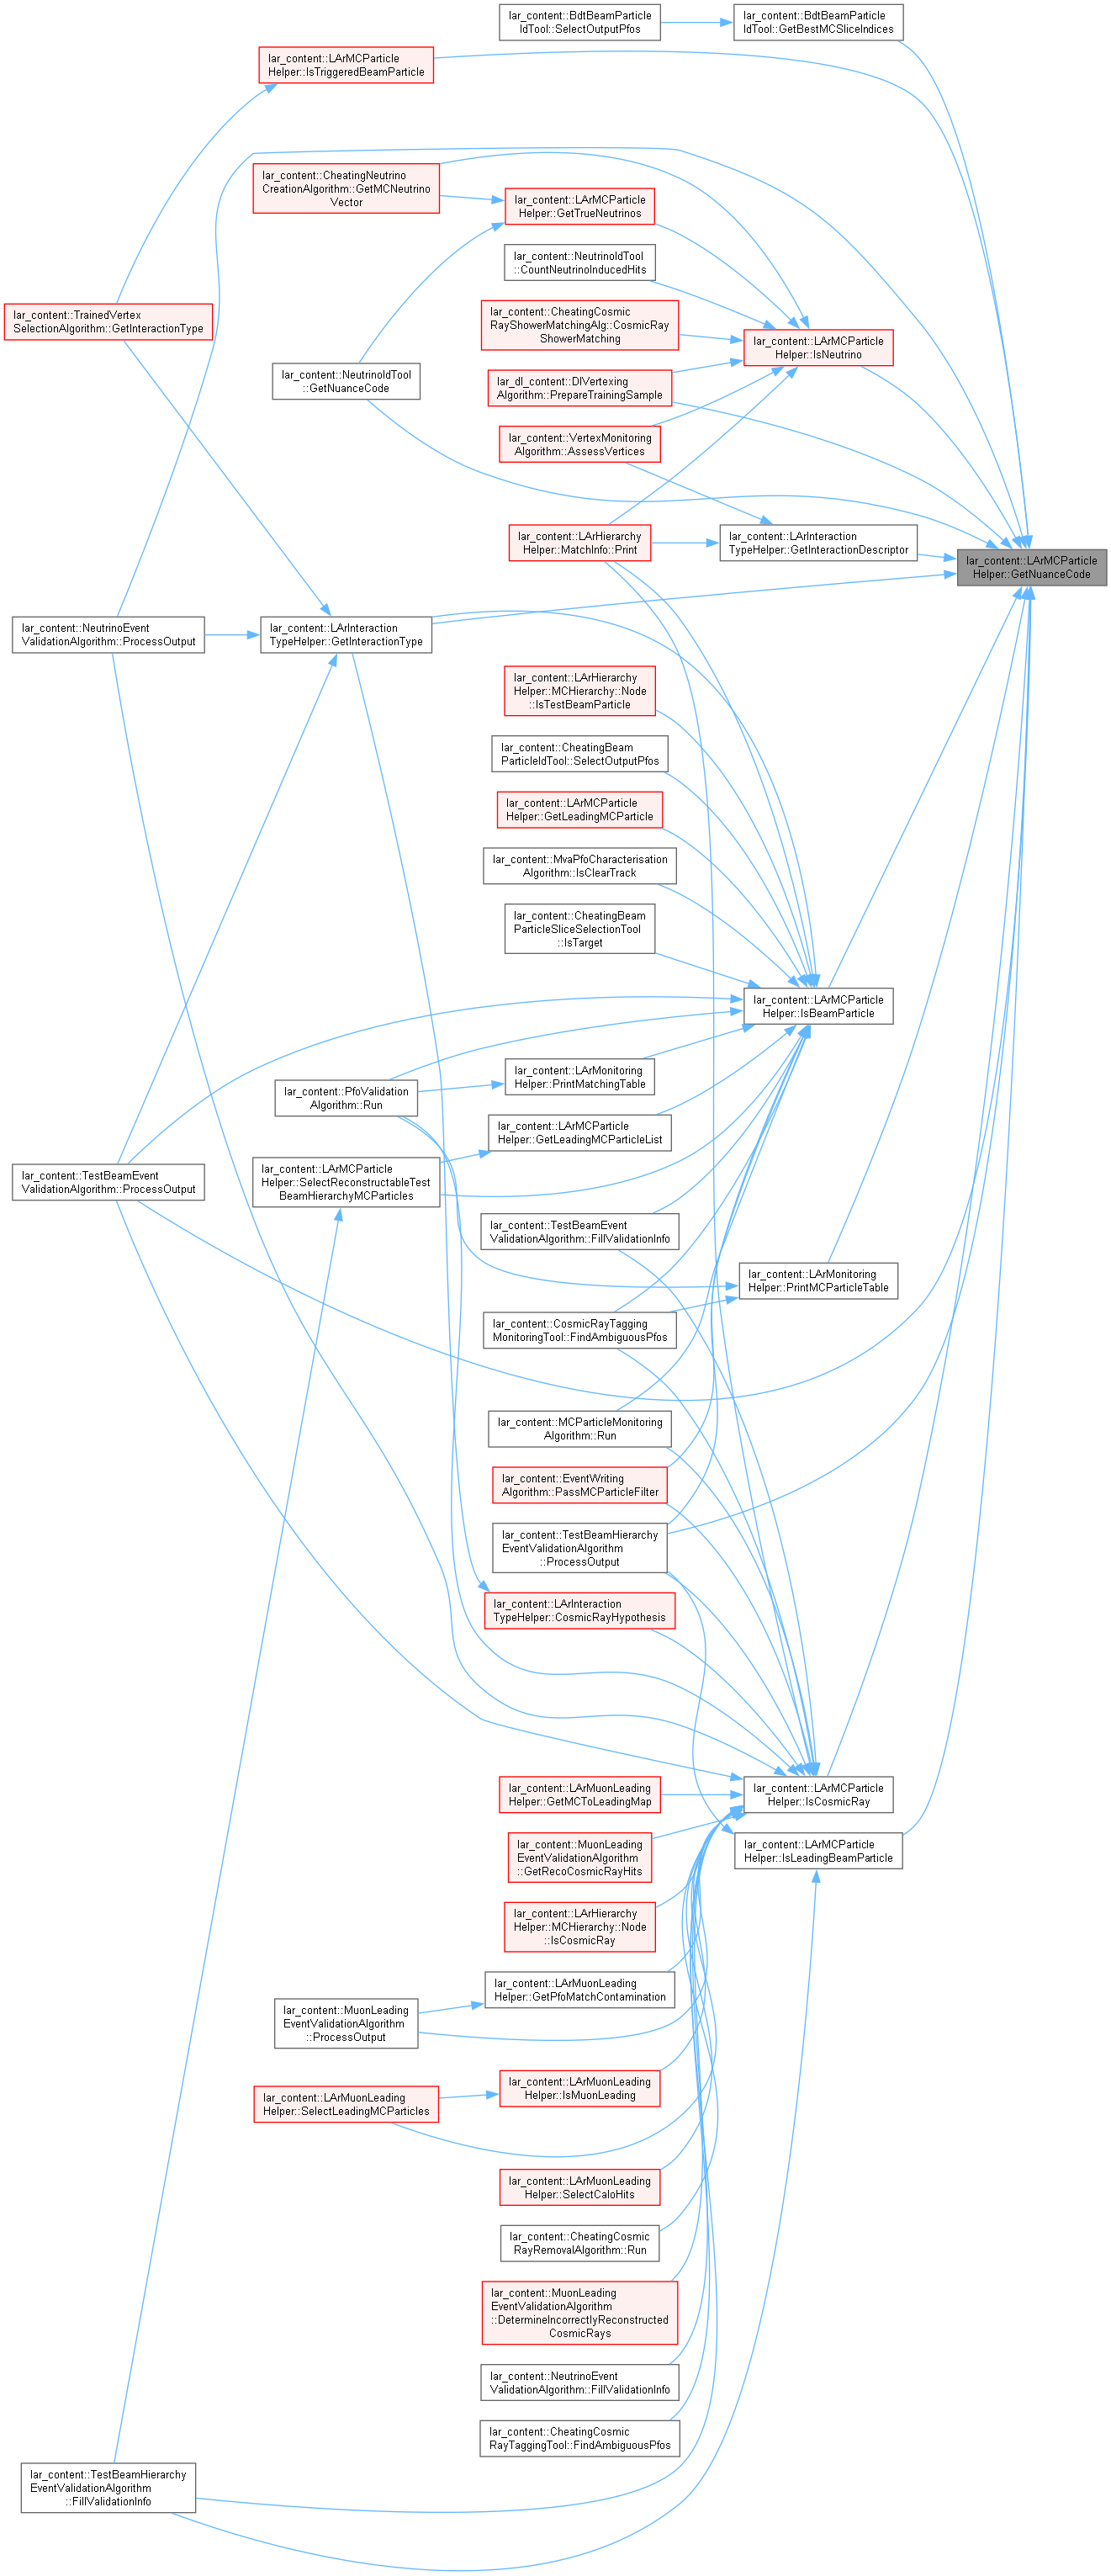 lar_content::BdtBeamParticle
IdTool::SelectOutputPfos
lar_content::BdtBeamParticle
IdTool::GetBestMCSliceIndices
lar_content::LArMCParticle
Helper::IsTriggeredBeamParticle
lar_content::CheatingNeutrino
CreationAlgorithm::GetMCNeutrino
Vector
lar_content::LArMCParticle
Helper::GetTrueNeutrinos
lar_content::NeutrinoIdTool
::CountNeutrinoInducedHits
lar_content::TrainedVertex
SelectionAlgorithm::GetInteractionType
lar_content::CheatingCosmic
RayShowerMatchingAlg::CosmicRay
ShowerMatching
lar_content::LArMCParticle
Helper::IsNeutrino
lar_content::NeutrinoIdTool
::GetNuanceCode
lar_dl_content::DlVertexing
Algorithm::PrepareTrainingSample
lar_content::VertexMonitoring
Algorithm::AssessVertices
lar_content::LArHierarchy
Helper::MatchInfo::Print
lar_content::LArInteraction
TypeHelper::GetInteractionDescriptor
lar_content::LArMCParticle
Helper::GetNuanceCode
lar_content::NeutrinoEvent
ValidationAlgorithm::ProcessOutput
lar_content::LArInteraction
TypeHelper::GetInteractionType
lar_content::LArHierarchy
Helper::MCHierarchy::Node
::IsTestBeamParticle
lar_content::CheatingBeam
ParticleIdTool::SelectOutputPfos
lar_content::LArMCParticle
Helper::GetLeadingMCParticle
lar_content::MvaPfoCharacterisation
Algorithm::IsClearTrack
lar_content::CheatingBeam
ParticleSliceSelectionTool
::IsTarget
lar_content::LArMCParticle
Helper::IsBeamParticle
lar_content::LArMonitoring
Helper::PrintMatchingTable
lar_content::PfoValidation
Algorithm::Run
lar_content::LArMCParticle
Helper::GetLeadingMCParticleList
lar_content::TestBeamEvent
ValidationAlgorithm::ProcessOutput
lar_content::LArMCParticle
Helper::SelectReconstructableTest
BeamHierarchyMCParticles
lar_content::TestBeamEvent
ValidationAlgorithm::FillValidationInfo
lar_content::LArMonitoring
Helper::PrintMCParticleTable
lar_content::CosmicRayTagging
MonitoringTool::FindAmbiguousPfos
lar_content::MCParticleMonitoring
Algorithm::Run
lar_content::EventWriting
Algorithm::PassMCParticleFilter
lar_content::TestBeamHierarchy
EventValidationAlgorithm
::ProcessOutput
lar_content::LArInteraction
TypeHelper::CosmicRayHypothesis
lar_content::LArMuonLeading
Helper::GetMCToLeadingMap
lar_content::LArMCParticle
Helper::IsCosmicRay
lar_content::MuonLeading
EventValidationAlgorithm
::GetRecoCosmicRayHits
lar_content::LArMCParticle
Helper::IsLeadingBeamParticle
lar_content::LArHierarchy
Helper::MCHierarchy::Node
::IsCosmicRay
lar_content::LArMuonLeading
Helper::GetPfoMatchContamination
lar_content::MuonLeading
EventValidationAlgorithm
::ProcessOutput
lar_content::LArMuonLeading
Helper::IsMuonLeading
lar_content::LArMuonLeading
Helper::SelectLeadingMCParticles
lar_content::LArMuonLeading
Helper::SelectCaloHits
lar_content::CheatingCosmic
RayRemovalAlgorithm::Run
lar_content::MuonLeading
EventValidationAlgorithm
::DetermineIncorrectlyReconstructed
CosmicRays
lar_content::NeutrinoEvent
ValidationAlgorithm::FillValidationInfo
lar_content::CheatingCosmic
RayTaggingTool::FindAmbiguousPfos
lar_content::TestBeamHierarchy
EventValidationAlgorithm
::FillValidationInfo